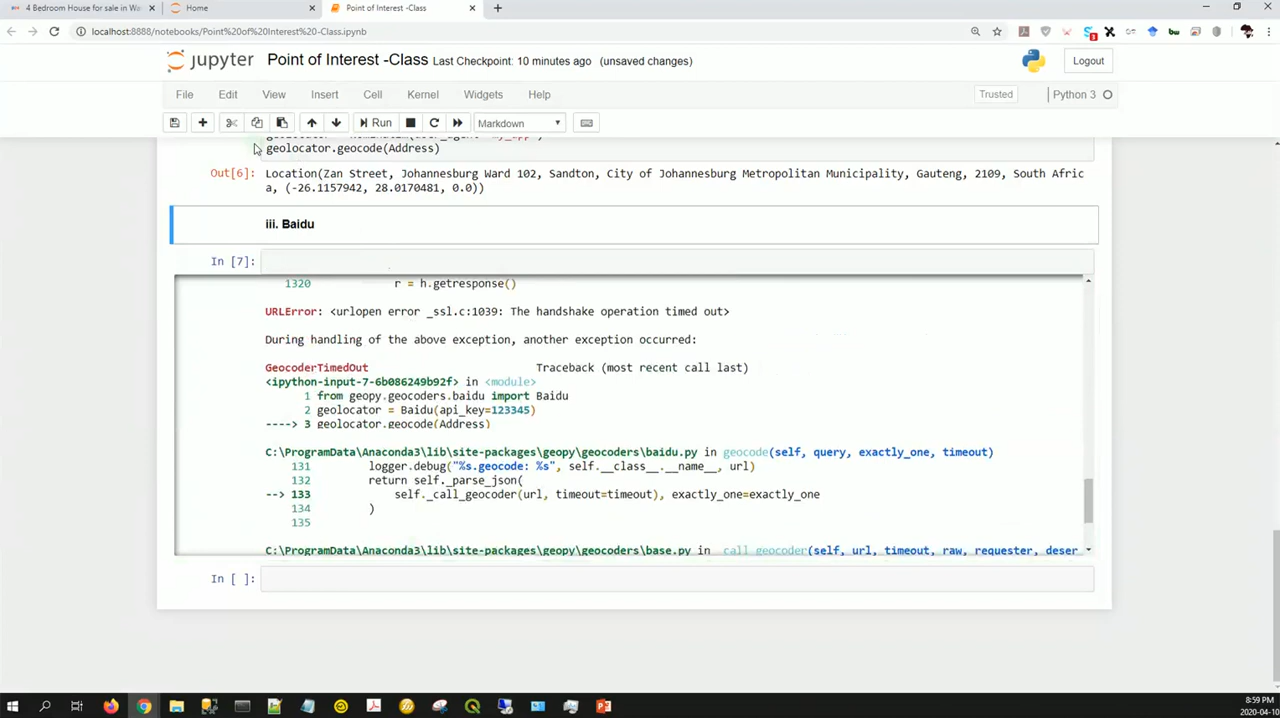 4 Bedroom House for sale in Wa
Home
Point of Interest -Class
localhost:8888/notebooks/Point%20of%20Interest%20-Class.ipynb
jupyter Point of Interest -Class Last Checkpoint: 10 minutes ago (unsaved changes)
Logout
File Edit View Insert Cell Kernel Widgets Help
Trusted
Python 3
Run
Markdown
geolocator.geocode(Address)
Out[6]: Location(Zan Street, Johannesburg Ward 102, Sandton, City of Johannesburg Metropolitan Municipality, Gauteng, 2109, South Afric
a, (-26.1157942, 28.0170481, 0.0))
iii. Baidu
In [7]:
1320 r = h.getresponse()
URLError: <urlopen error _ssl.c:1039: The handshake operation timed out>
During handling of the above exception, another exception occurred:
GeocoderTimedOut Traceback (most recent call last)
<ipython-input-7-6b086249b92f> in <module>
1 from geopy.geocoders.baidu import Baidu
2 geolocator = Baidu(api_key=123345)
----> 3 geolocator.geocode(Address)
C:\ProgramData\Anaconda3\lib\site-packages\geopy\geocoders\baidu.py in geocode(self, query, exactly_one, timeout)
131 logger.debug("%s.geocode: %s", self.__class__.__name__, url)
132 return self._parse_json(
--> 133 self._call_geocoder(url, timeout=timeout), exactly_one=exactly_one
134 )
135
C:\ProgramData\Anaconda3\lib\site-packages\geopy\geocoders\base.py in _call_geocoder(self, url, timeout, raw, requester, deser
In [ ]:
8:59 PM
2020-04-10